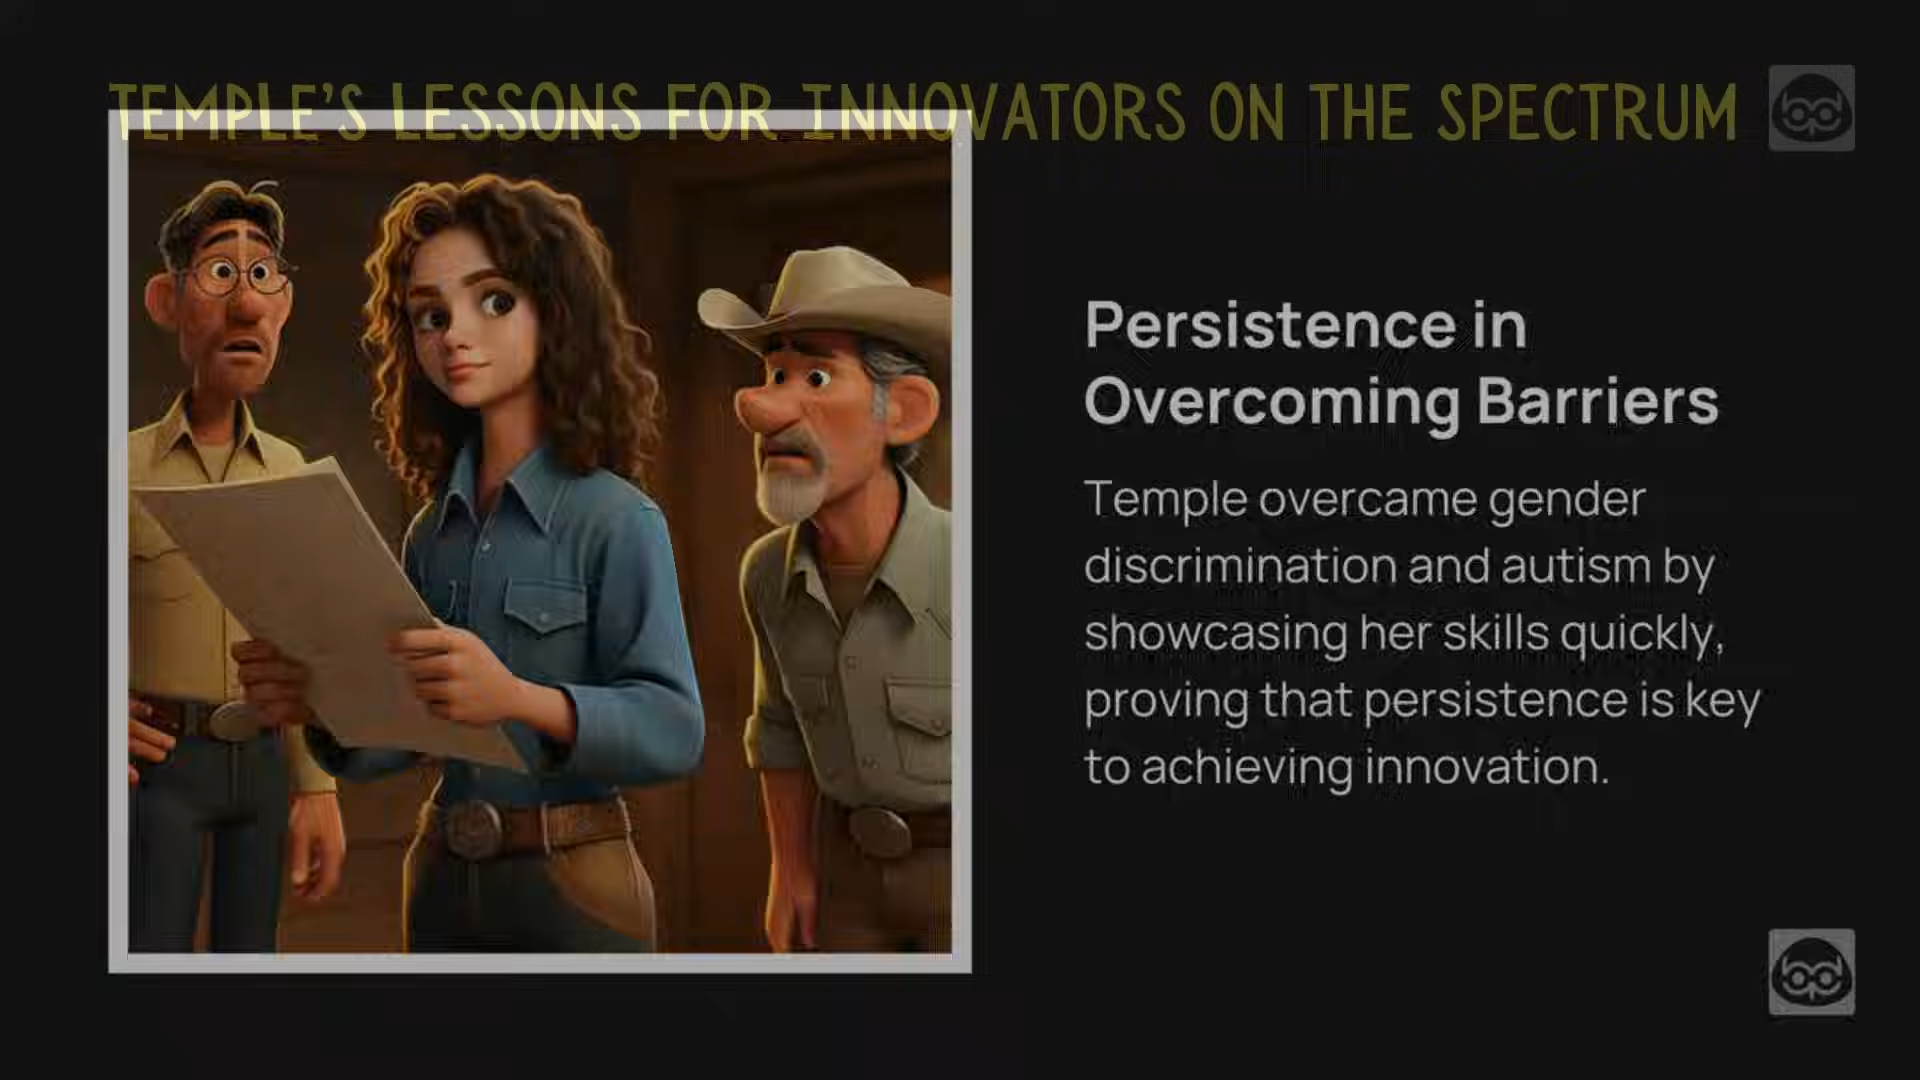 TEMPLE'S LESSONS FOR INNOVATORS ON THE SPECTRUM
Persistence in
Overcoming Barriers
Temple overcame gender
discrimination and autism by
showcasing her skills quickly,
proving that persistence is key
to achieving innovation.